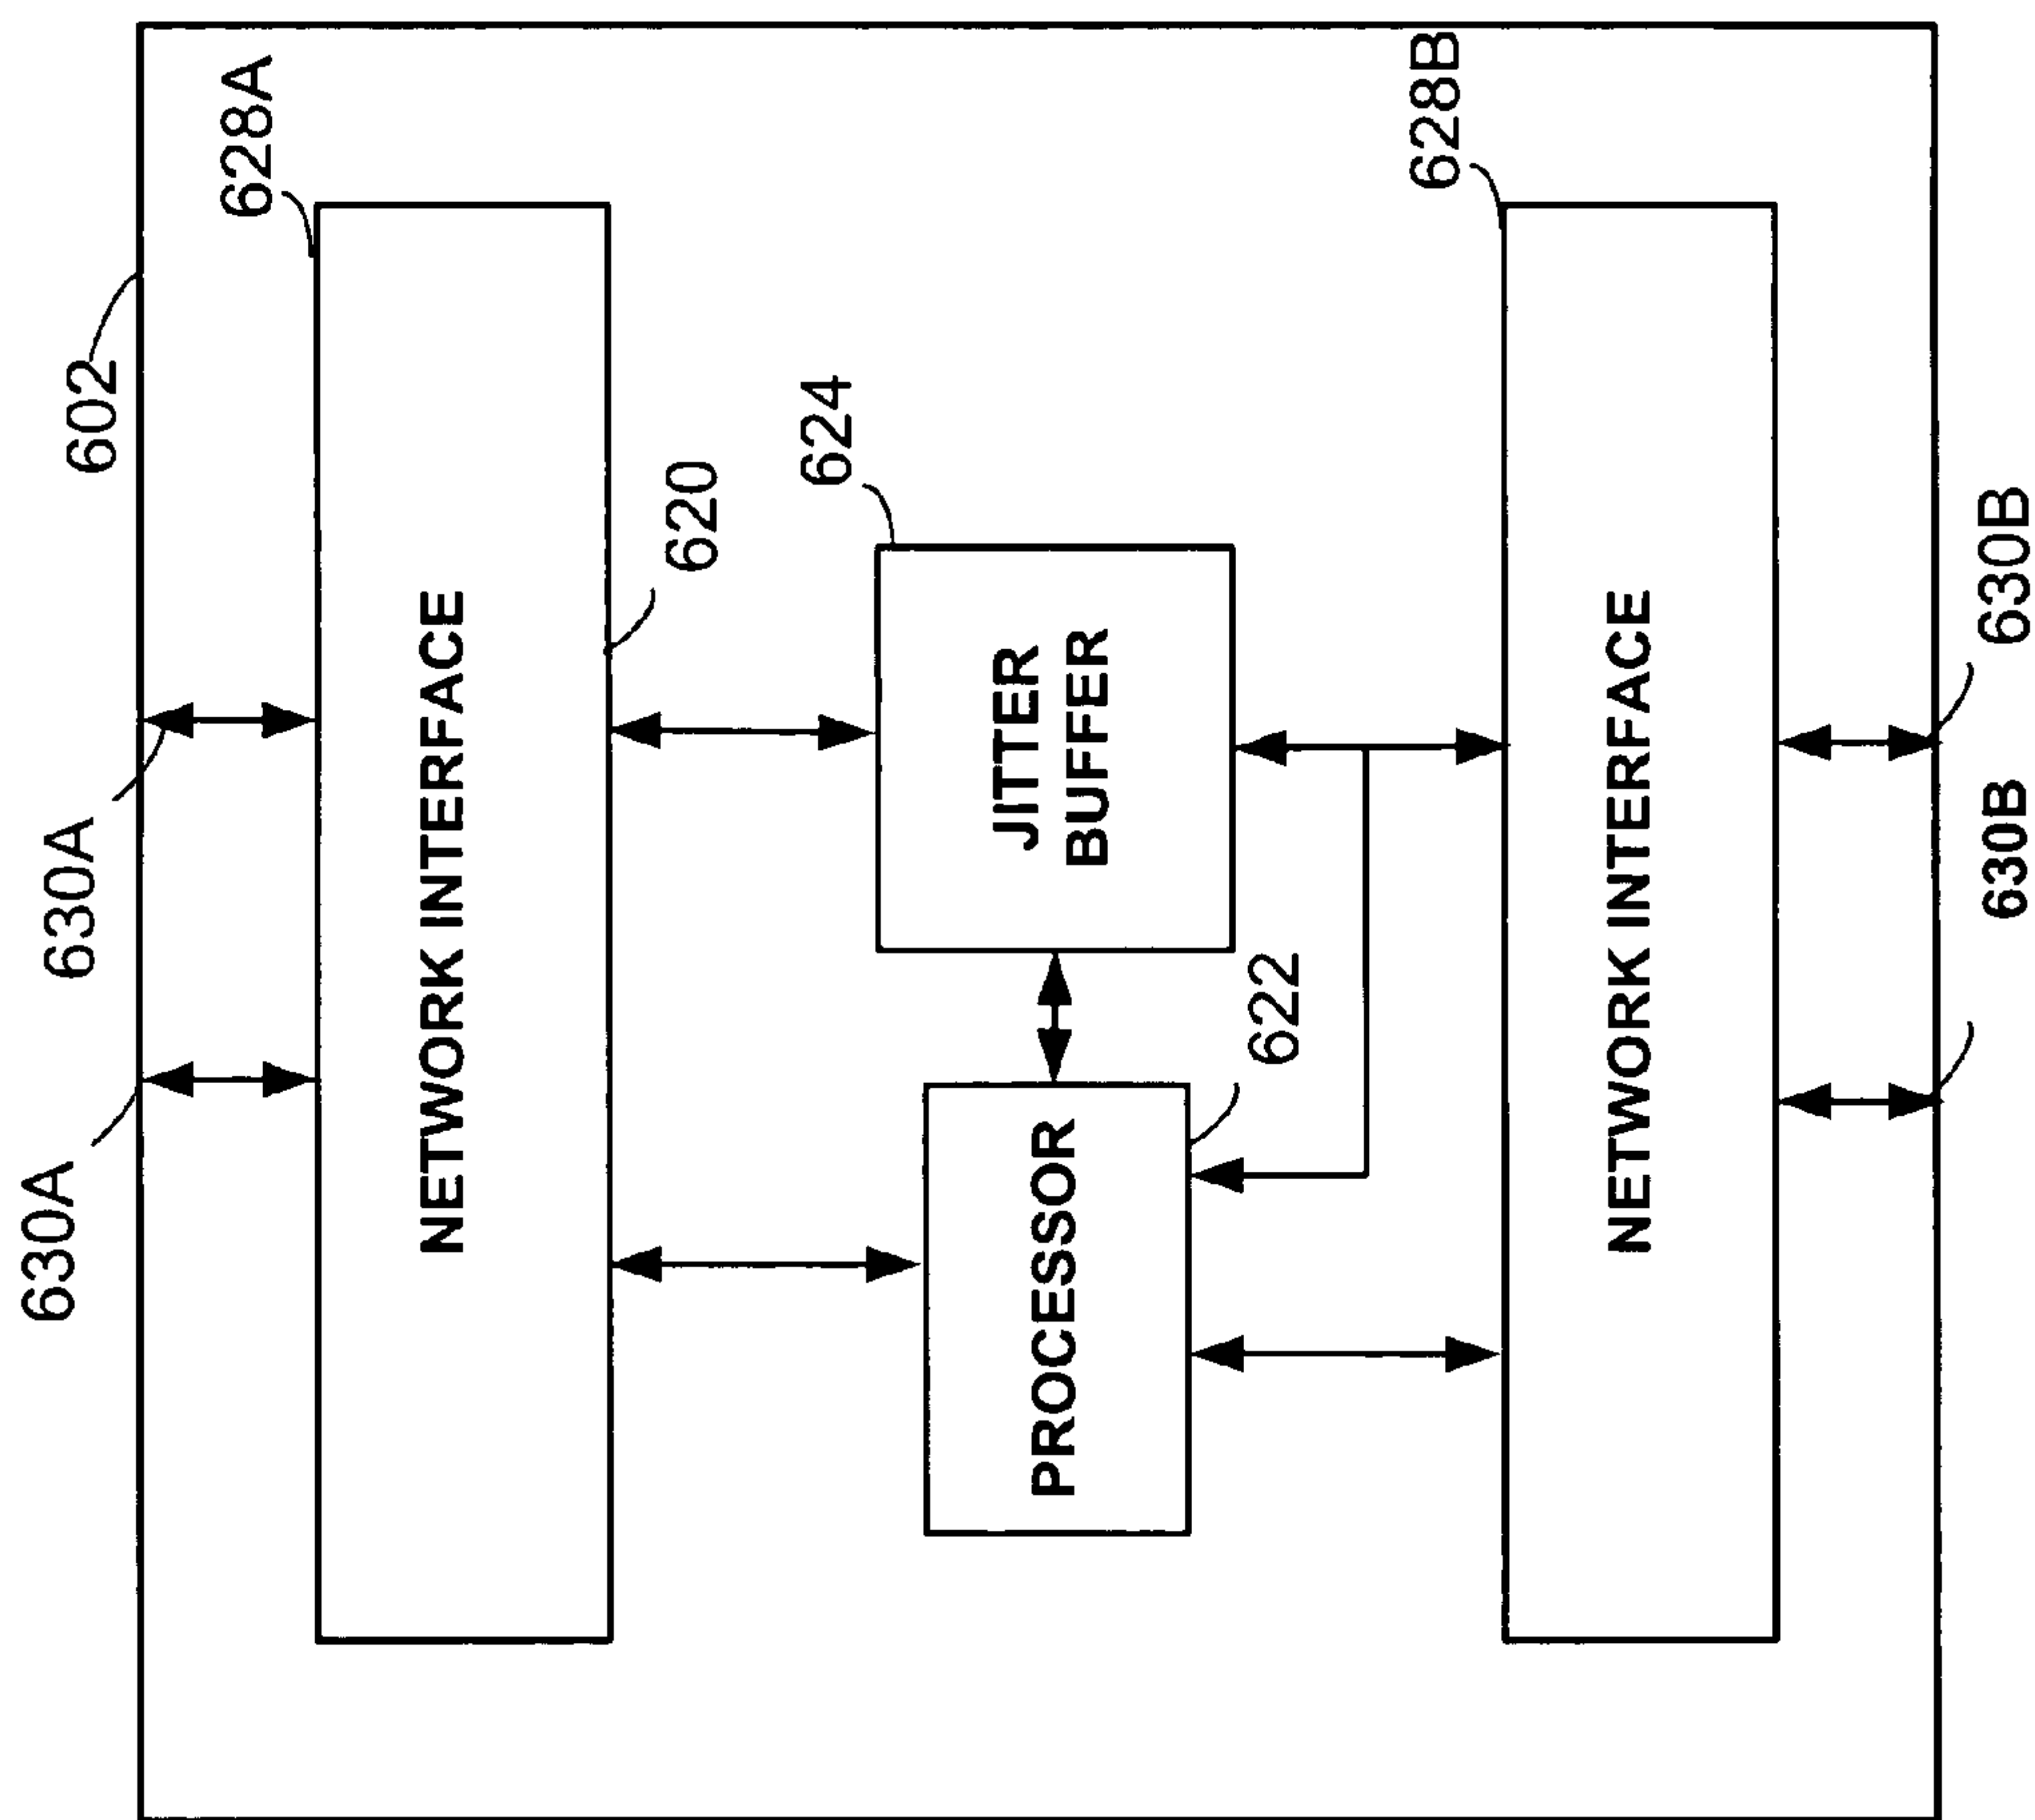 630A
630A
602
628A
NETWORK INTERFACE
620
624
JITTER
BUFFER
PROCESSOR
622
628B
NETWORK INTERFACE
630B
630B